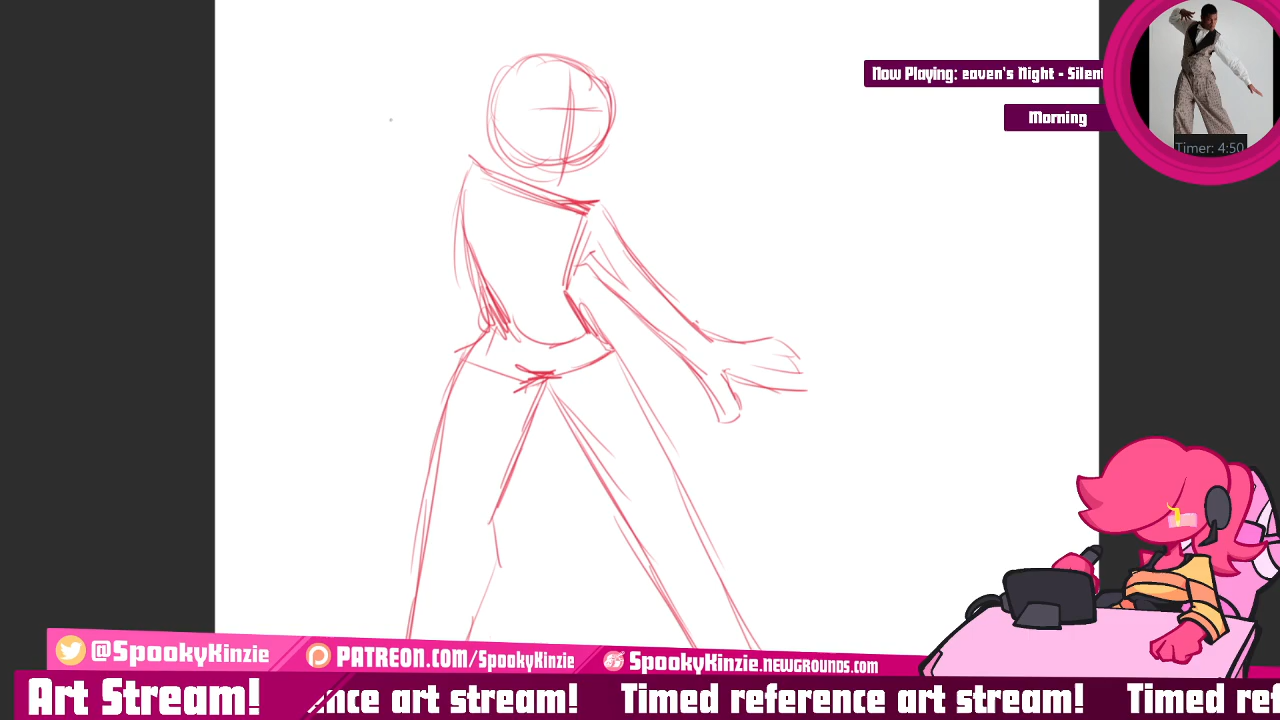 Now Playing: eaven's Night - Silent
Morning
Timer: 4:50
@SpookyKinzie
PATREON.COM/SpookyKinzie
SpookyKinzie.NEWGROUNDS.com
Art Stream!
nce art stream! Timed reference art stream! Timed ref